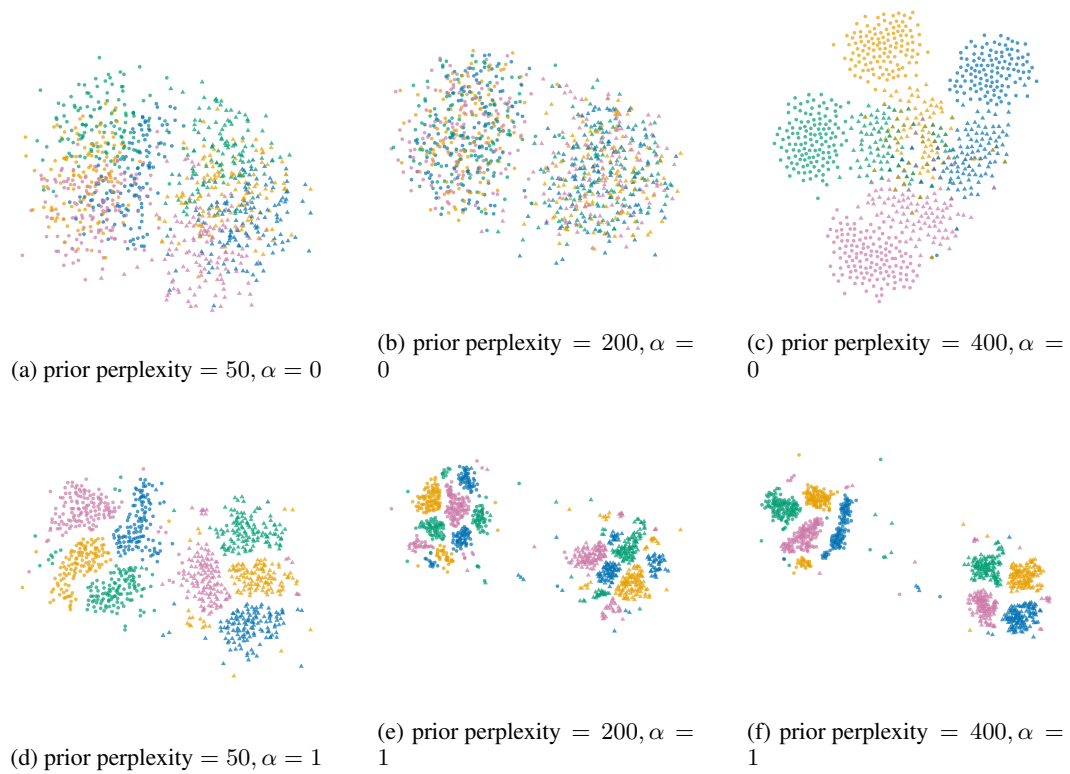 (a) prior perplexity = 50, α = 0
(b) prior perplexity = 200, α =
0
(c) prior perplexity = 400, α =
0
(d) prior perplexity = 50, α = 1
(e) prior perplexity = 200, α =
1
(f) prior perplexity = 400, α =
1